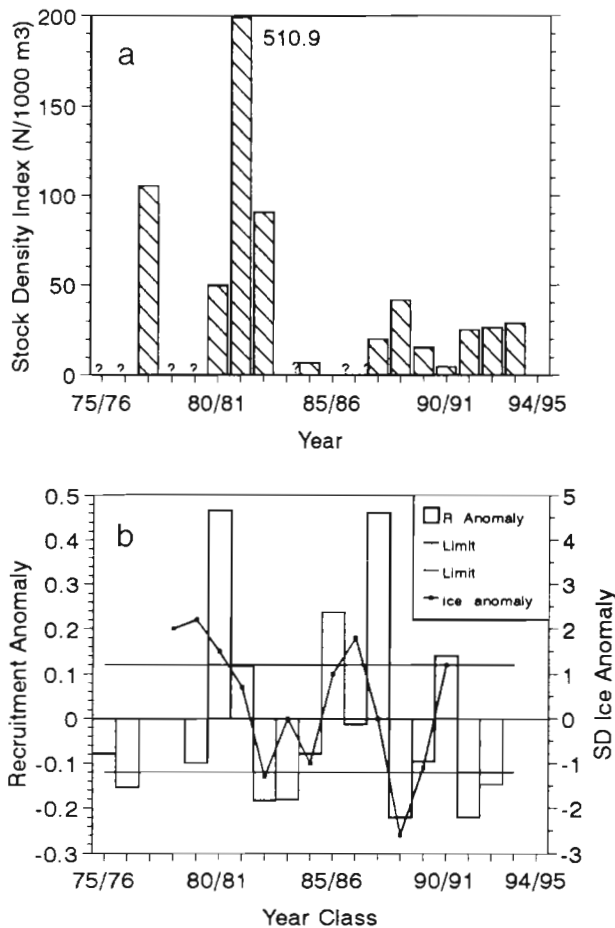 a
510.9
Stock Density Index (N/1000 m3)
200
150
100
50
0
? ? ? ? ? ? ?
75/76 80/81 85/86 90/91 94/95
Year
b
R Anomaly
Limit
Limit
ice anomaly
Recruitment Anomaly
0.5
0.4
0.3
0.2
0.1
0
-0.1
-0.2
-0.3
SD Ice Anomaly
5
4
3
2
1
0
-1
-2
-3
75/76 80/81 85/86 90/91 94/95
Year Class